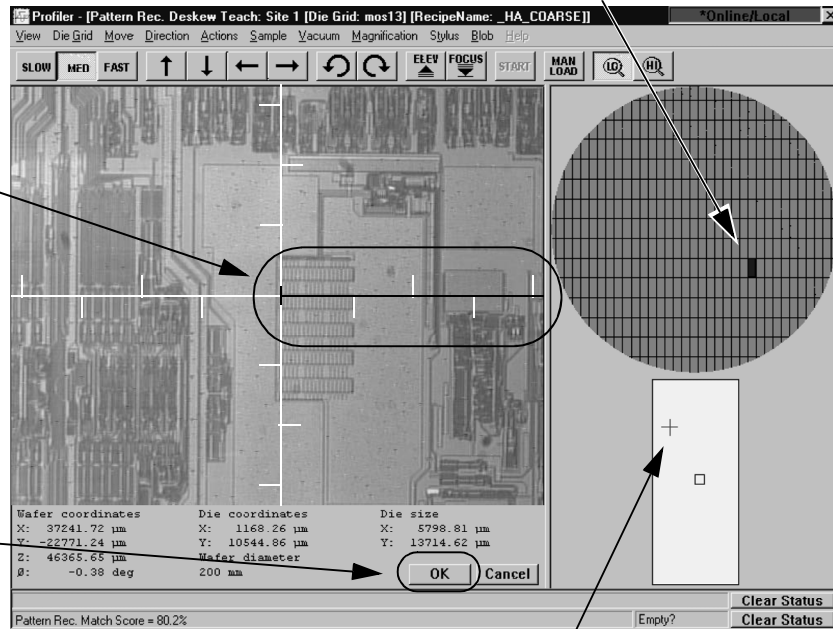 Profiler - [Pattern Rec. Deskew Teach: Site 1 [Die Grid: mos13] [RecipeName: _HA_COARSE]]
*Online/Local
View Die Grid Move Direction Actions Sample Vacuum Magnification Stylus Blob Help
SLOW MED FAST ELEV FOCUS START MAN LOAD LO HI
Wafer coordinates Die coordinates Die size
X: 37241.72 µm X: 1168.26 µm X: 5798.81 µm
Y: -22771.24 µm Y: 10544.86 µm Y: 13714.62 µm
Z: 46365.65 µm Wafer diameter
Ø: -0.38 deg 200 mm OK Cancel
Clear Status
Pattern Rec. Match Score = 80.2% Empty? Clear Status